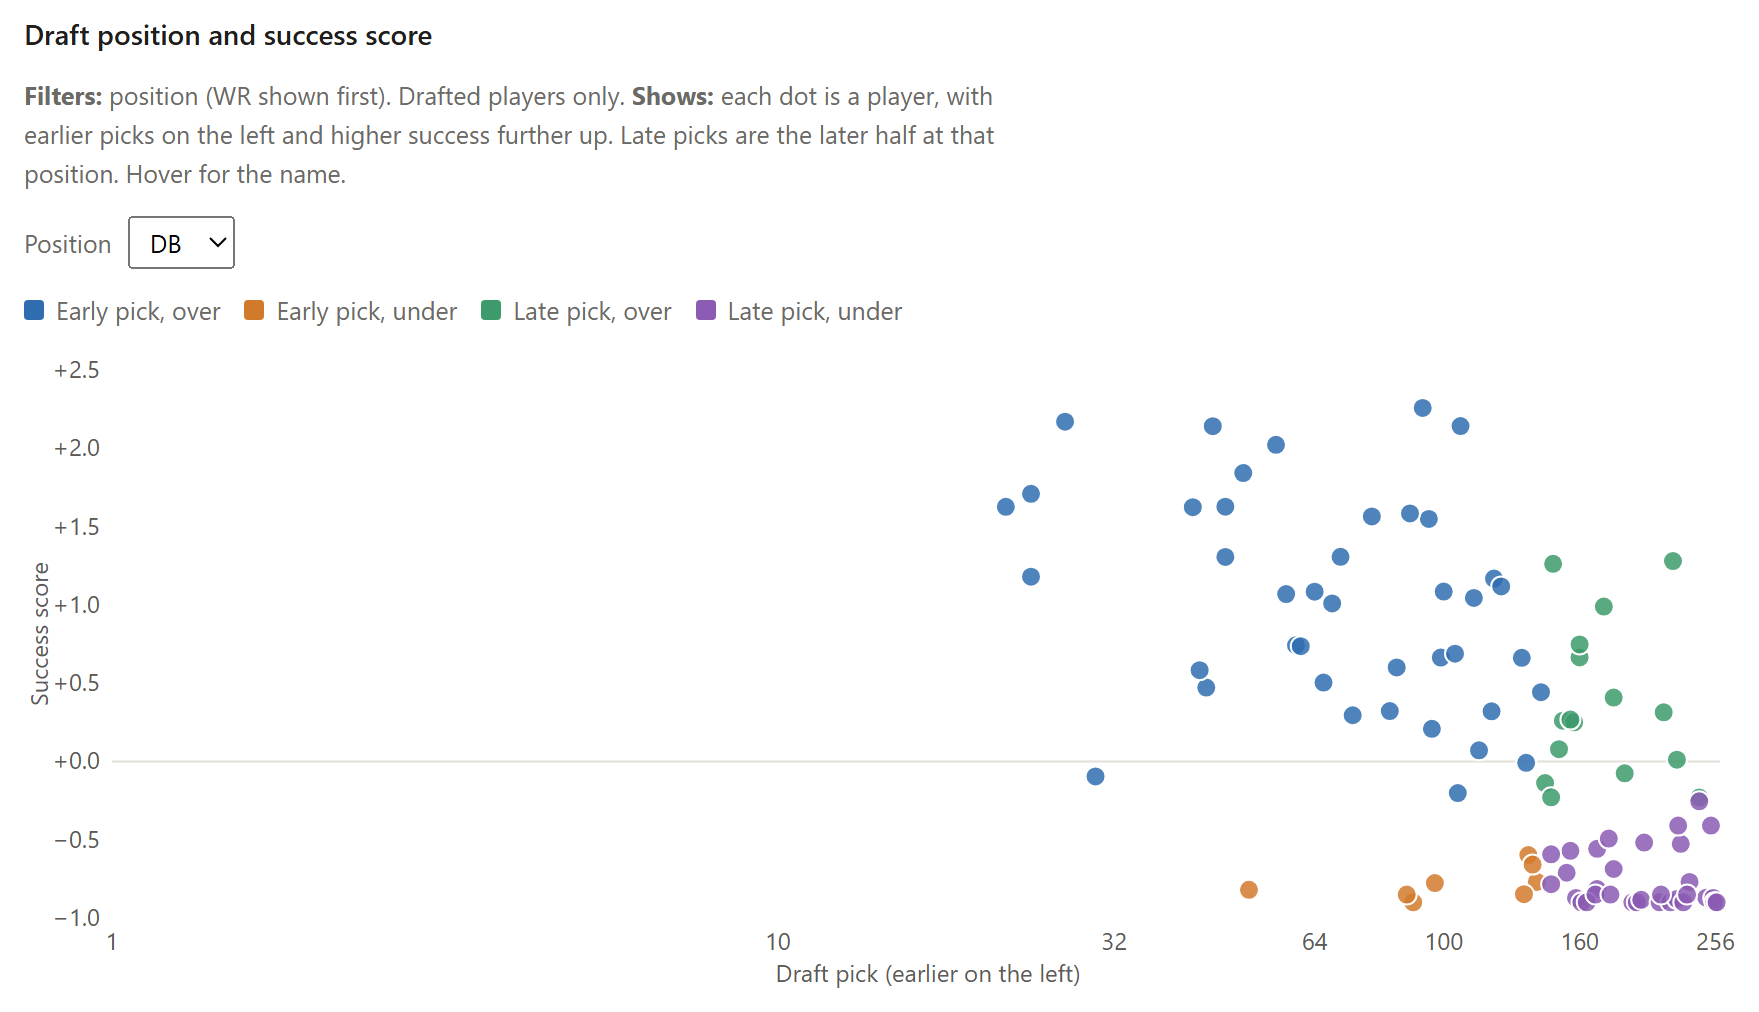 Draft position and success score
Filters: position (WR shown first). Drafted players only. Shows: each dot is a player, with
earlier picks on the left and higher success further up. Late picks are the later half at that
position. Hover for the name.
Position DB
Early pick, over Early pick, under Late pick, over Late pick, under
+2.5
+2.0
+1.5
+1.0
+0.5
+0.0
−0.5
−1.0
Success score
1 10 32 64 100 160 256
Draft pick (earlier on the left)